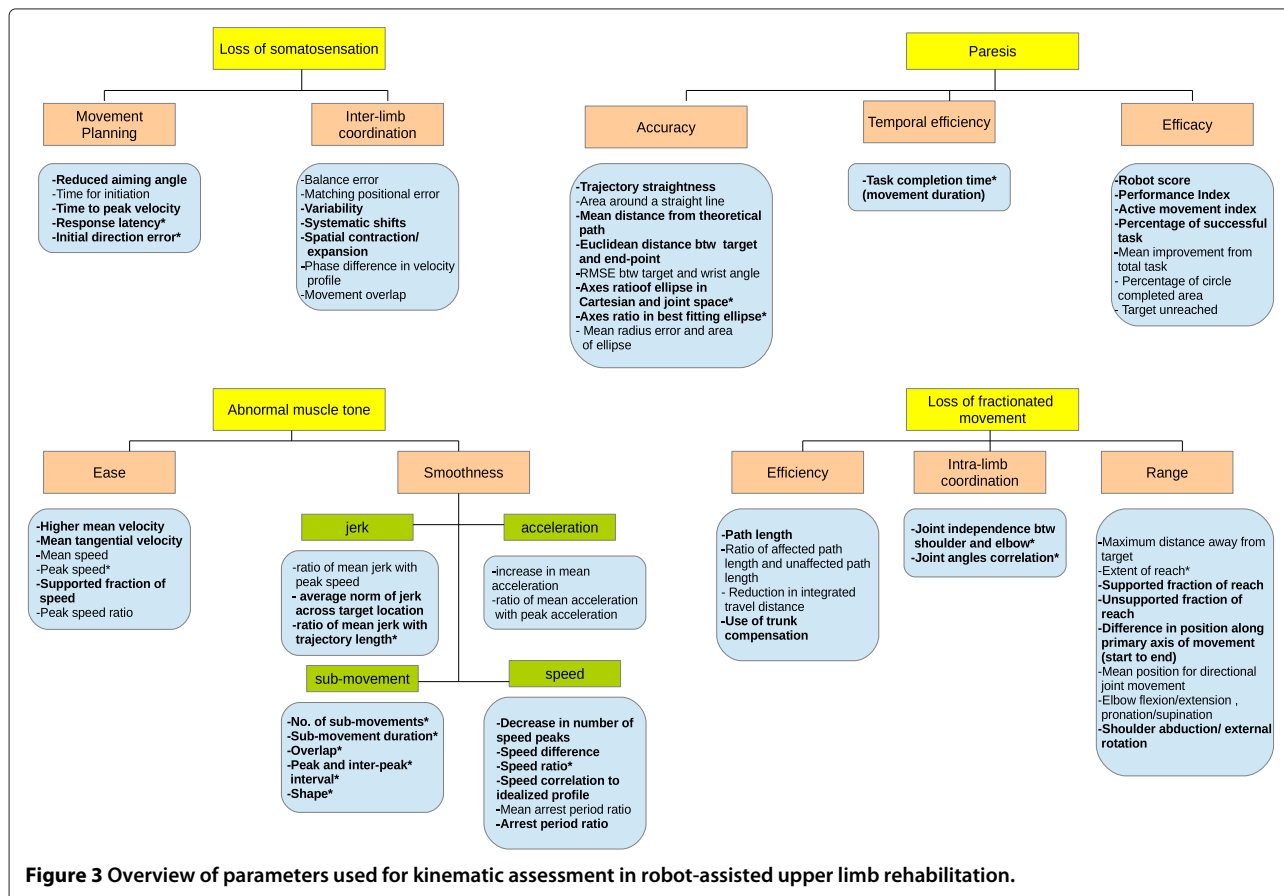 Loss of somatosensation
Movement
Planning
-Reduced aiming angle
-Time for initiation
-Time to peak velocity
-Response latency*
-Initial direction error*
Inter-limb
coordination
-Balance error
-Matching positional error
-Variability
-Systematic shifts
-Spatial contraction/
expansion
-Phase difference in velocity
profile
-Movement overlap
Paresis
Accuracy
-Trajectory straightness
-Area around a straight line
-Mean distance from theoretical
path
-Euclidean distance btw target
and end-point
-RMSE btw target and wrist angle
-Axes ratioof ellipse in
Cartesian and joint space*
-Axes ratio in best fitting ellipse*
- Mean radius error and area
of ellipse
Temporal efficiency
-Task completion time*
(movement duration)
Efficacy
-Robot score
-Performance Index
-Active movement index
-Percentage of successful
task
-Mean improvement from
total task
- Percentage of circle
completed area
- Target unreached
Abnormal muscle tone
Ease
-Higher mean velocity
-Mean tangential velocity
-Mean speed
-Peak speed*
-Supported fraction of
speed
-Peak speed ratio
Smoothness
jerk
-ratio of mean jerk with
peak speed
- average norm of jerk
across target location
-ratio of mean jerk with
trajectory length*
acceleration
-increase in mean
acceleration
-ratio of mean acceleration
with peak acceleration
sub-movement
-No. of sub-movements*
-Sub-movement duration*
-Overlap*
-Peak and inter-peak*
interval*
-Shape*
speed
-Decrease in number of
speed peaks
-Speed difference
-Speed ratio*
-Speed correlation to
idealized profile
-Mean arrest period ratio
-Arrest period ratio
Loss of fractionated
movement
Efficiency
-Path length
-Ratio of affected path
length and unaffected path
length
- Reduction in integrated
travel distance
-Use of trunk
compensation
Intra-limb
coordination
-Joint independence btw
shoulder and elbow*
-Joint angles correlation*
Range
-Maximum distance away from
target
-Extent of reach*
-Supported fraction of reach
-Unsupported fraction of
reach
-Difference in position along
primary axis of movement
(start to end)
-Mean position for directional
joint movement
-Elbow flexion/extension ,
pronation/supination
-Shoulder abduction/ external
rotation
Figure 3 Overview of parameters used for kinematic assessment in robot-assisted upper limb rehabilitation.